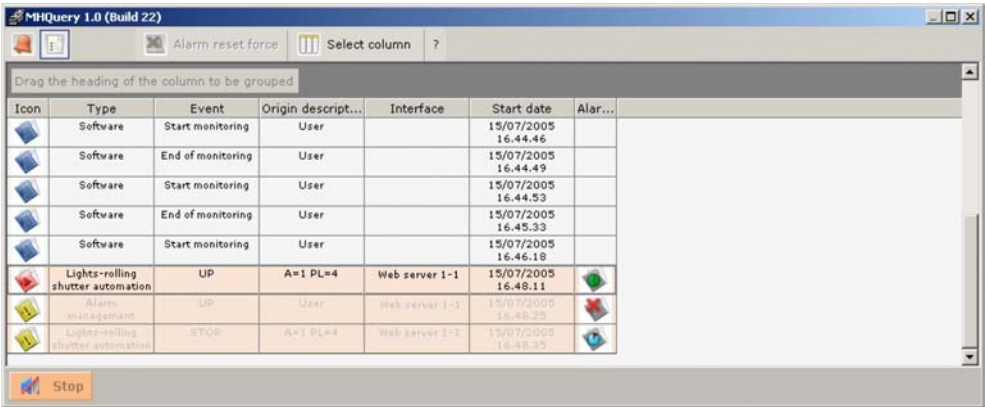 MHQuery 1.0 (Build 22)
Alarm reset force Select column ?
Drag the heading of the column to be grouped
Icon Type Event Origin descript... Interface Start date Alar...
Software Start monitoring User 15/07/2005
16.44.46
Software End of monitoring User 15/07/2005
16.44.49
Software Start monitoring User 15/07/2005
16.44.53
Software End of monitoring User 15/07/2005
16.45.33
Software Start monitoring User 15/07/2005
16.46.18
Lights-rolling UP A=1 PL=4 Web server 1-1 15/07/2005
shutter automation 16.48.11
Alarm UP User Web server 1-1 15/07/2005
management 16.48.25
Lights-rolling STOP A=1 PL=4 Web server 1-1 15/07/2005
shutter automation 16.48.35
Stop